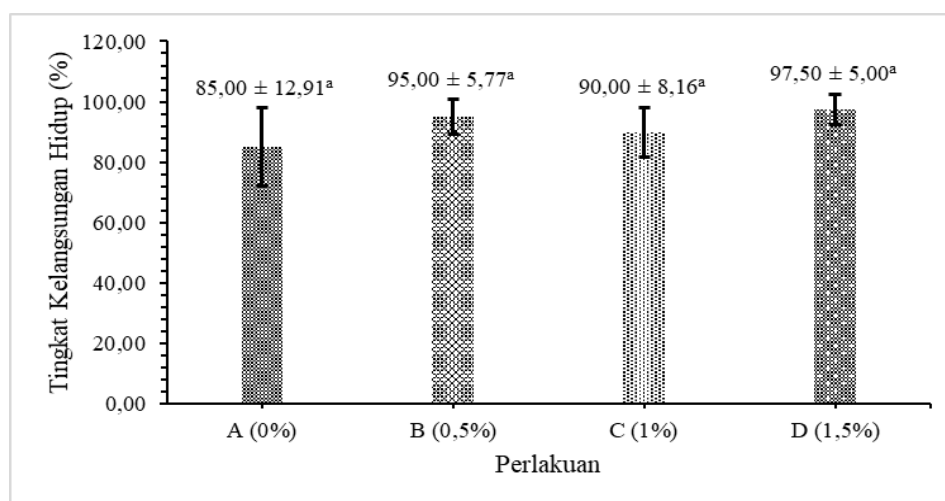 Tingkat Kelangsungan Hidup (%)
120,00
100,00
80,00
60,00
40,00
20,00
0,00
85,00 ± 12,91ᵃ
95,00 ± 5,77ᵃ
90,00 ± 8,16ᵃ
97,50 ± 5,00ᵃ
A (0%)
B (0,5%)
C (1%)
D (1,5%)
Perlakuan